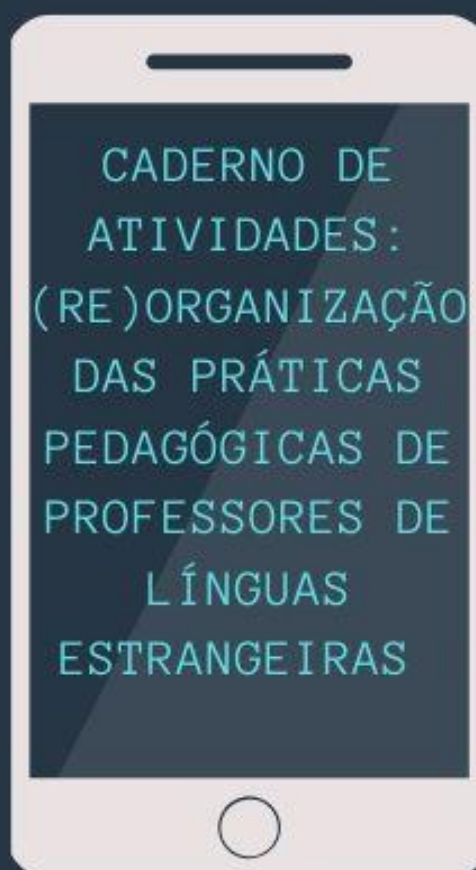 CADERNO DE
ATIVIDADES:
(RE)ORGANIZAÇÃO
DAS PRÁTICAS
PEDAGÓGICAS DE
PROFESSORES DE
LÍNGUAS
ESTRANGEIRAS